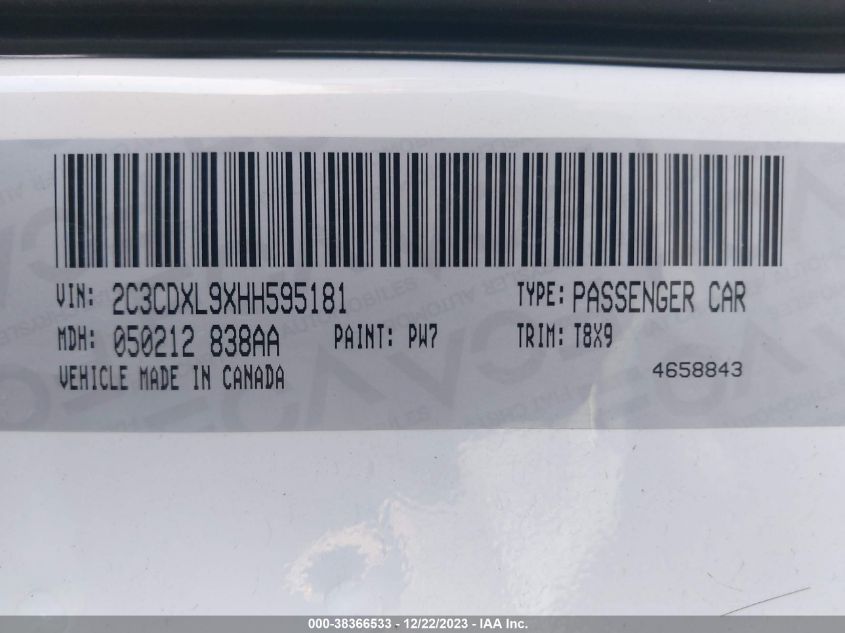 VIN: 2C3CDXL9XHH595181 TYPE: PASSENGER CAR
MDH: 050212 838AA PAINT: PW7 TRIM: T8X9
VEHICLE MADE IN CANADA 4658843
000-38366533 - 12/22/2023 - IAA Inc.